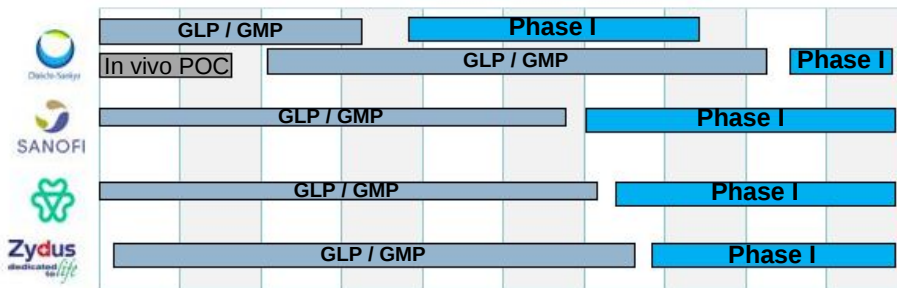 GLP / GMP
Phase I
Daiichi-Sankyo
In vivo POC
GLP / GMP
Phase I
GLP / GMP
Phase I
SANOFI
GLP / GMP
Phase I
Zydus
dedicated
to life
GLP / GMP
Phase I